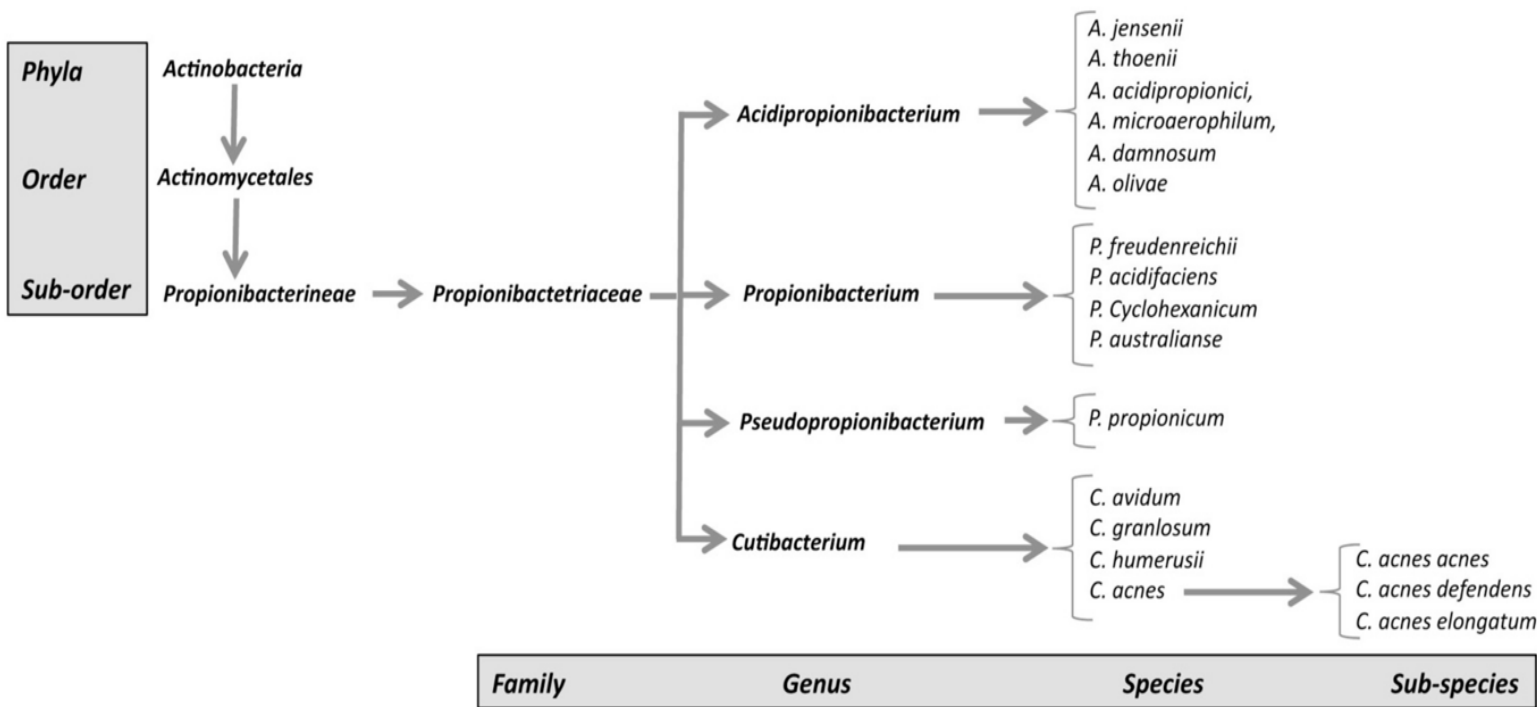 Phyla
Actinobacteria
Order
Actinomycetales
Sub-order
Propionibacterineae
Propionibactetriaceae
Acidipropionibacterium
A. jensenii
A. thoenii
A. acidipropionici,
A. microaerophilum,
A. damnosum
A. olivae
Propionibacterium
P. freudenreichii
P. acidifaciens
P. Cyclohexanicum
P. australianse
Pseudopropionibacterium
P. propionicum
Cutibacterium
C. avidum
C. granlosum
C. humerusii
C. acnes
C. acnes acnes
C. acnes defendens
C. acnes elongatum
Family Genus Species Sub-species